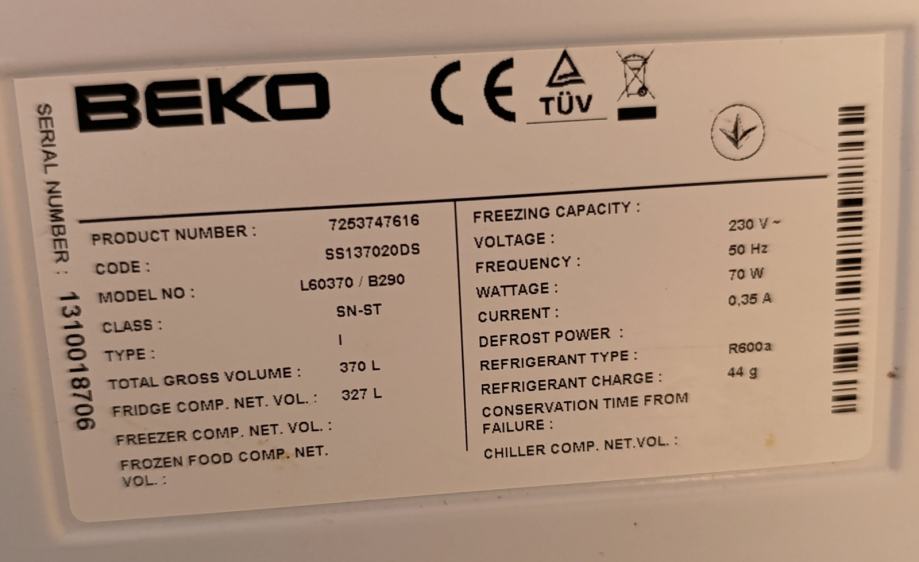 BEKO
CE
TÜV
SERIAL NUMBER : 1310018706
PRODUCT NUMBER : 7253747616
CODE : SS137020DS
MODEL NO : L60370 / B290
CLASS : SN-ST
TYPE : I
TOTAL GROSS VOLUME : 370 L
FRIDGE COMP. NET. VOL. : 327 L
FREEZER COMP. NET. VOL. :
FROZEN FOOD COMP. NET.
VOL. :
FREEZING CAPACITY :
VOLTAGE : 230 V ~
FREQUENCY : 50 Hz
WATTAGE : 70 W
CURRENT : 0,35 A
DEFROST POWER :
REFRIGERANT TYPE : R600a
REFRIGERANT CHARGE : 44 g
CONSERVATION TIME FROM
FAILURE :
CHILLER COMP. NET.VOL. :